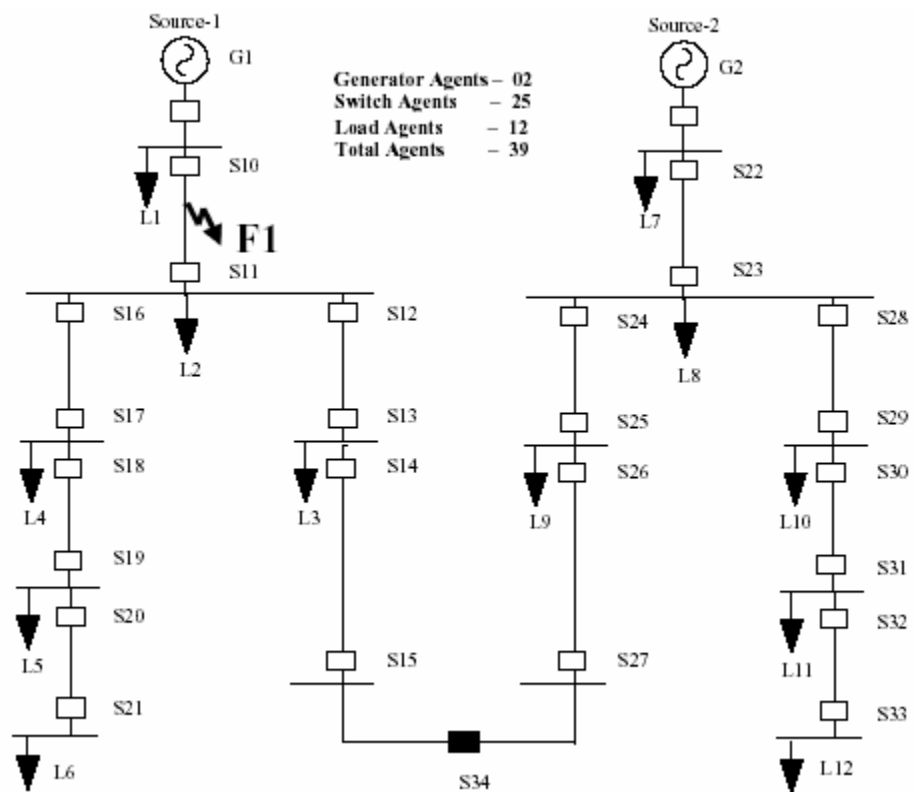 Source-1
G1
Source-2
G2
Generator Agents – 02
Switch Agents – 25
Load Agents – 12
Total Agents – 39
S10
L1
F1
S11
S22
L7
S23
S16
L2
S12
S24
L8
S28
S17
S13
S25
S29
S18
S14
S26
S30
L4
L3
L9
L10
S19
S31
S20
S32
L5
L11
S15
S27
S21
S33
L6
S34
L12